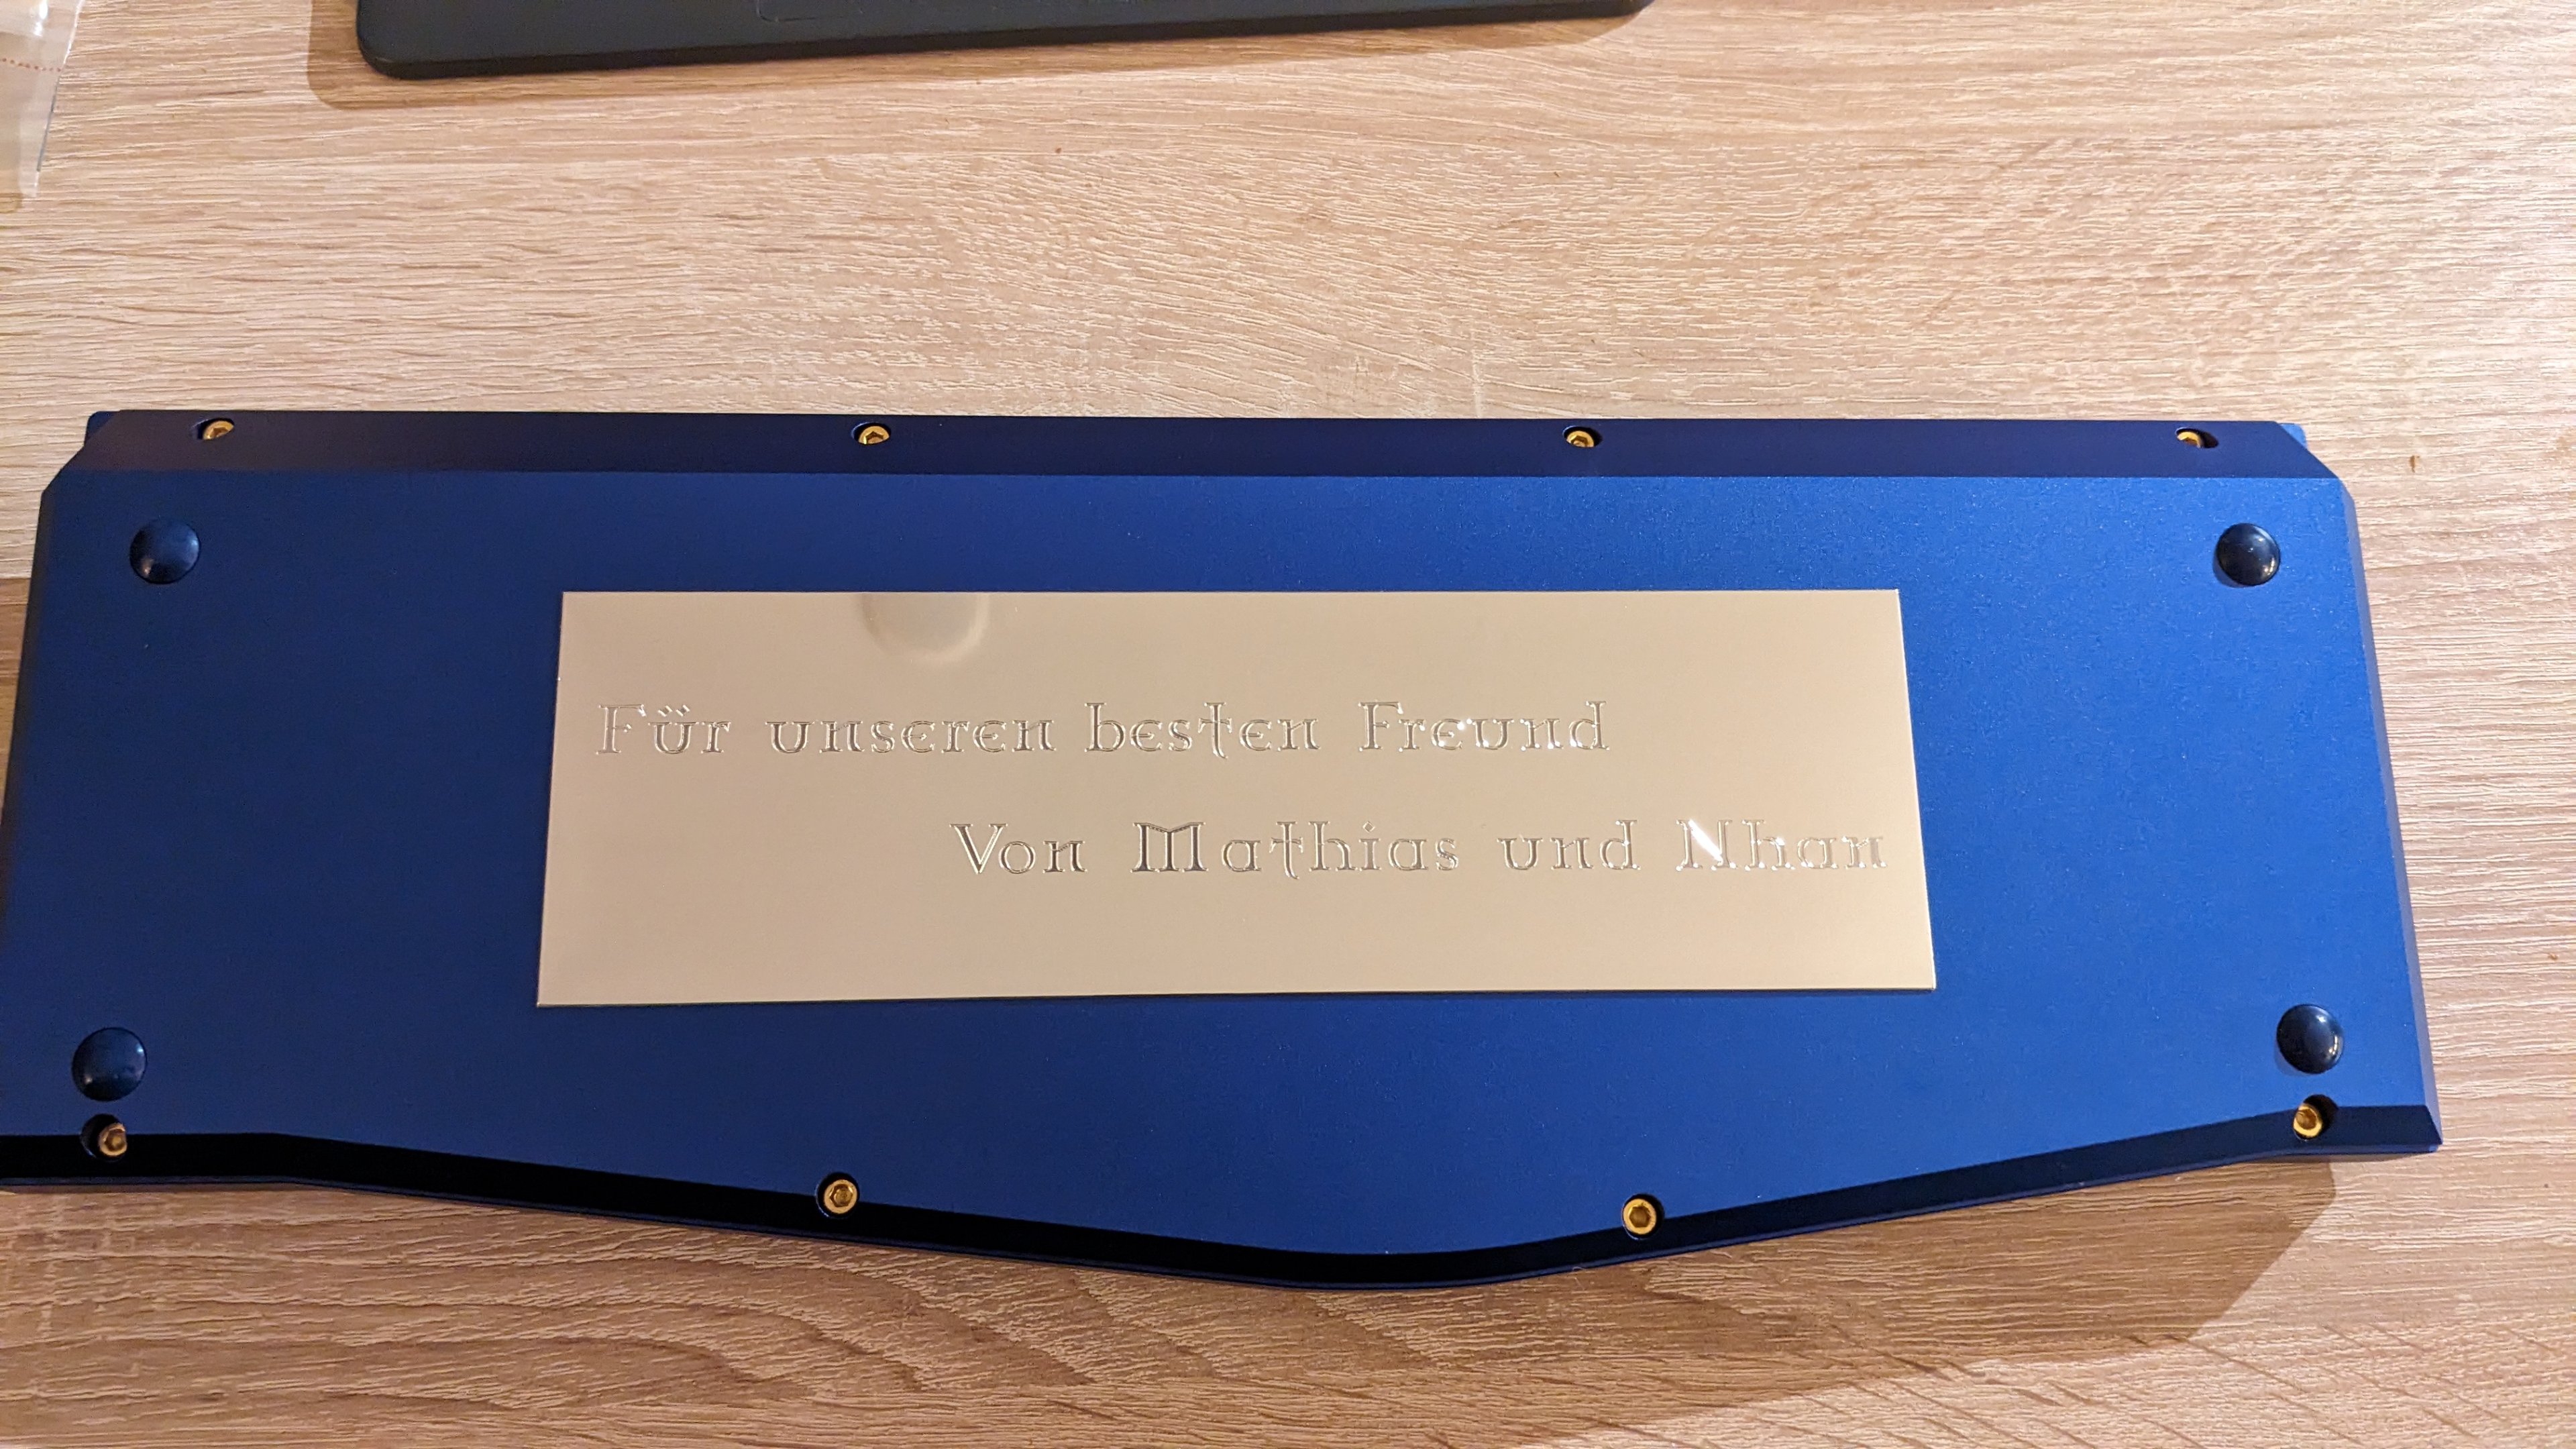 Für unseren besten Freund
Von Mathias und Nhan